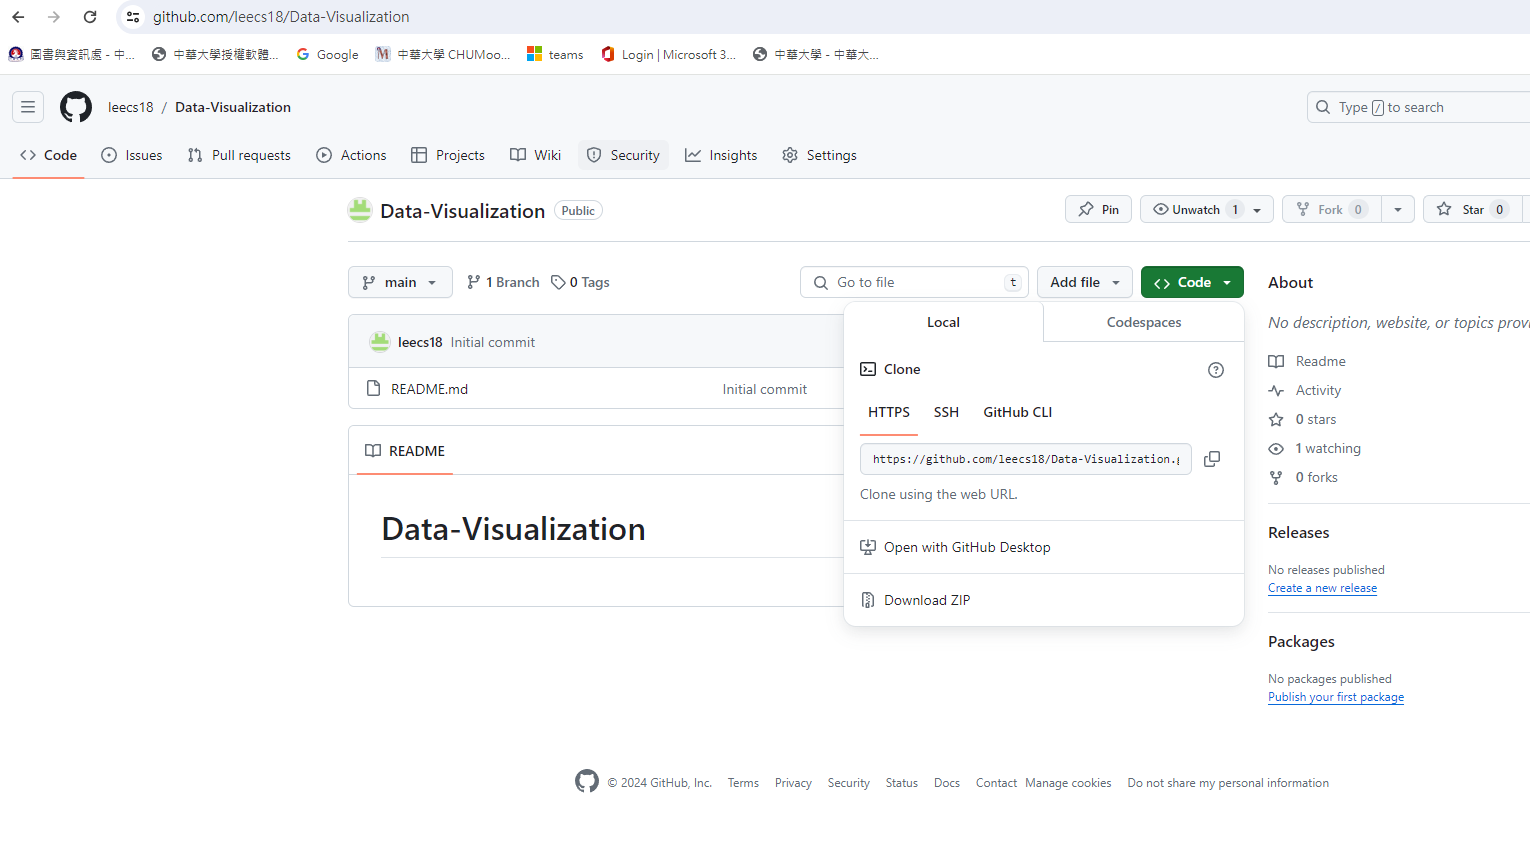 github.com/leecs18/Data-Visualization
圖書與資訊處 - 中... 中華大學授權軟體... Google 中華大學 CHUMoo... teams Login | Microsoft 3... 中華大學 - 中華大...
leecs18 / Data-Visualization Type / to search
Code Issues Pull requests Actions Projects Wiki Security Insights Settings
Data-Visualization Public Pin Unwatch 1 Fork 0 Star 0
main 1 Branch 0 Tags Go to file t Add file Code
leecs18 Initial commit
README.md Initial commit
README
Data-Visualization
Local Codespaces
Clone
HTTPS SSH GitHub CLI
https://github.com/leecs18/Data-Visualization.g
Clone using the web URL.
Open with GitHub Desktop
Download ZIP
About
No description, website, or topics provi
Readme
Activity
0 stars
1 watching
0 forks
Releases
No releases published
Create a new release
Packages
No packages published
Publish your first package
© 2024 GitHub, Inc. Terms Privacy Security Status Docs Contact Manage cookies Do not share my personal information